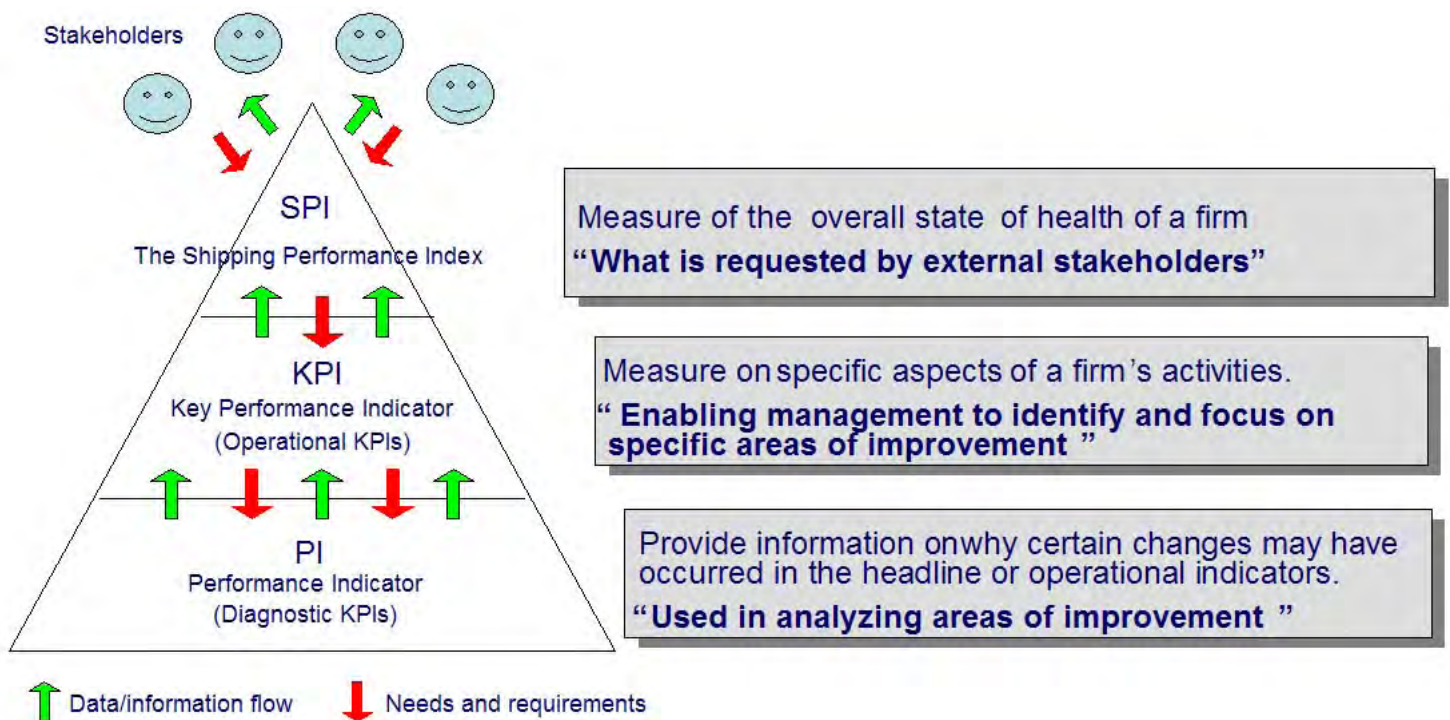 Stakeholders
SPI
The Shipping Performance Index
KPI
Key Performance Indicator
(Operational KPIs)
PI
Performance Indicator
(Diagnostic KPIs)
Measure of the overall state of health of a firm
“What is requested by external stakeholders”
Measure on specific aspects of a firm’s activities.
“ Enabling management to identify and focus on
specific areas of improvement ”
Provide information onwhy certain changes may have
occurred in the headline or operational indicators.
“Used in analyzing areas of improvement ”
Data/information flow
Needs and requirements